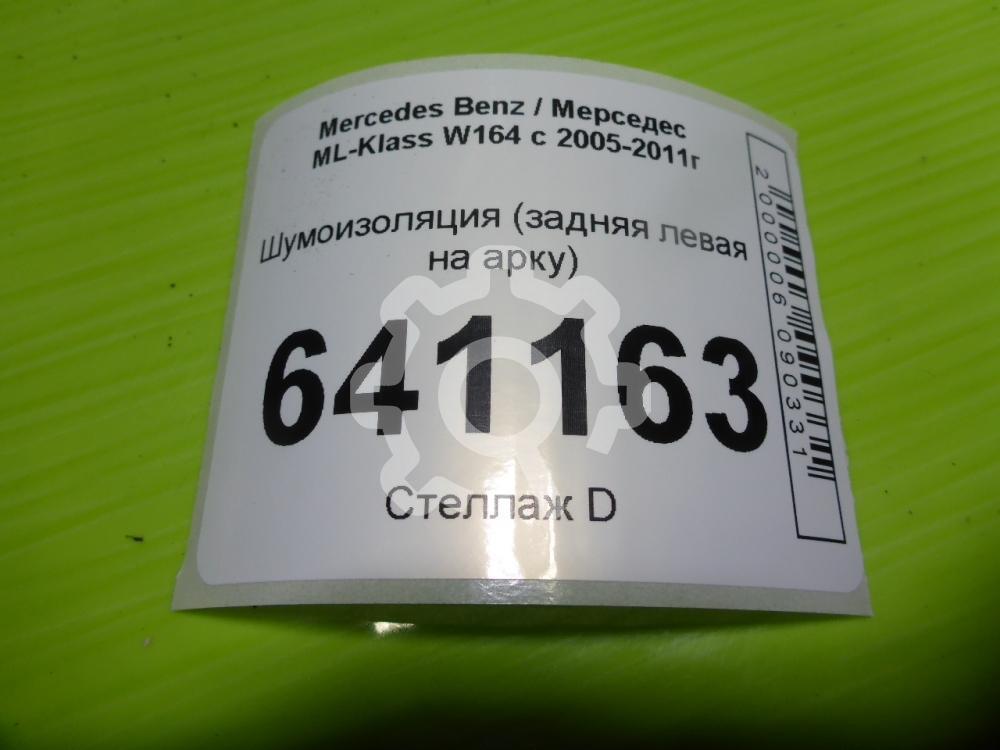 Mercedes Benz / Мерседес
ML-Klass W164 с 2005-2011г
Шумоизоляция (задняя левая
на арку)
641163
Стеллаж D
2000006090331